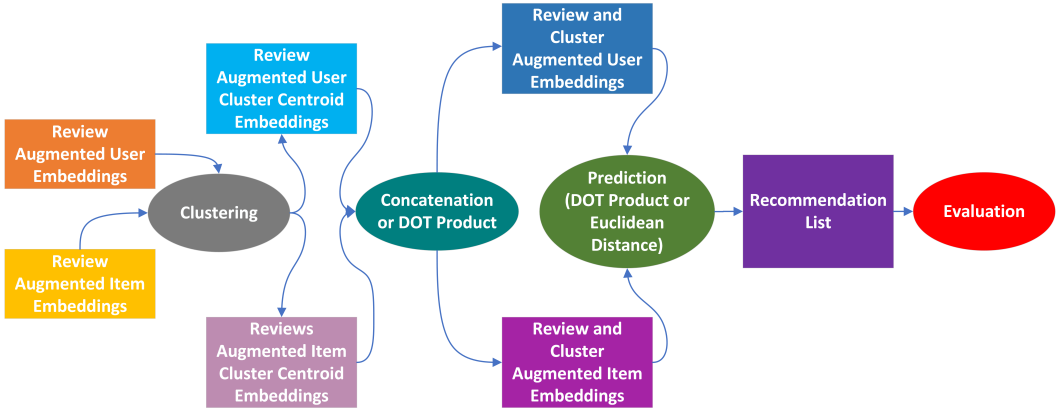 Review
Augmented User
Embeddings
Review
Augmented Item
Embeddings
Clustering
Review
Augmented User
Cluster Centroid
Embeddings
Reviews
Augmented Item
Cluster Centroid
Embeddings
Concatenation
or DOT Product
Review and
Cluster
Augmented User
Embeddings
Review and
Cluster
Augmented Item
Embeddings
Prediction
(DOT Product or
Euclidean
Distance)
Recommendation
List
Evaluation